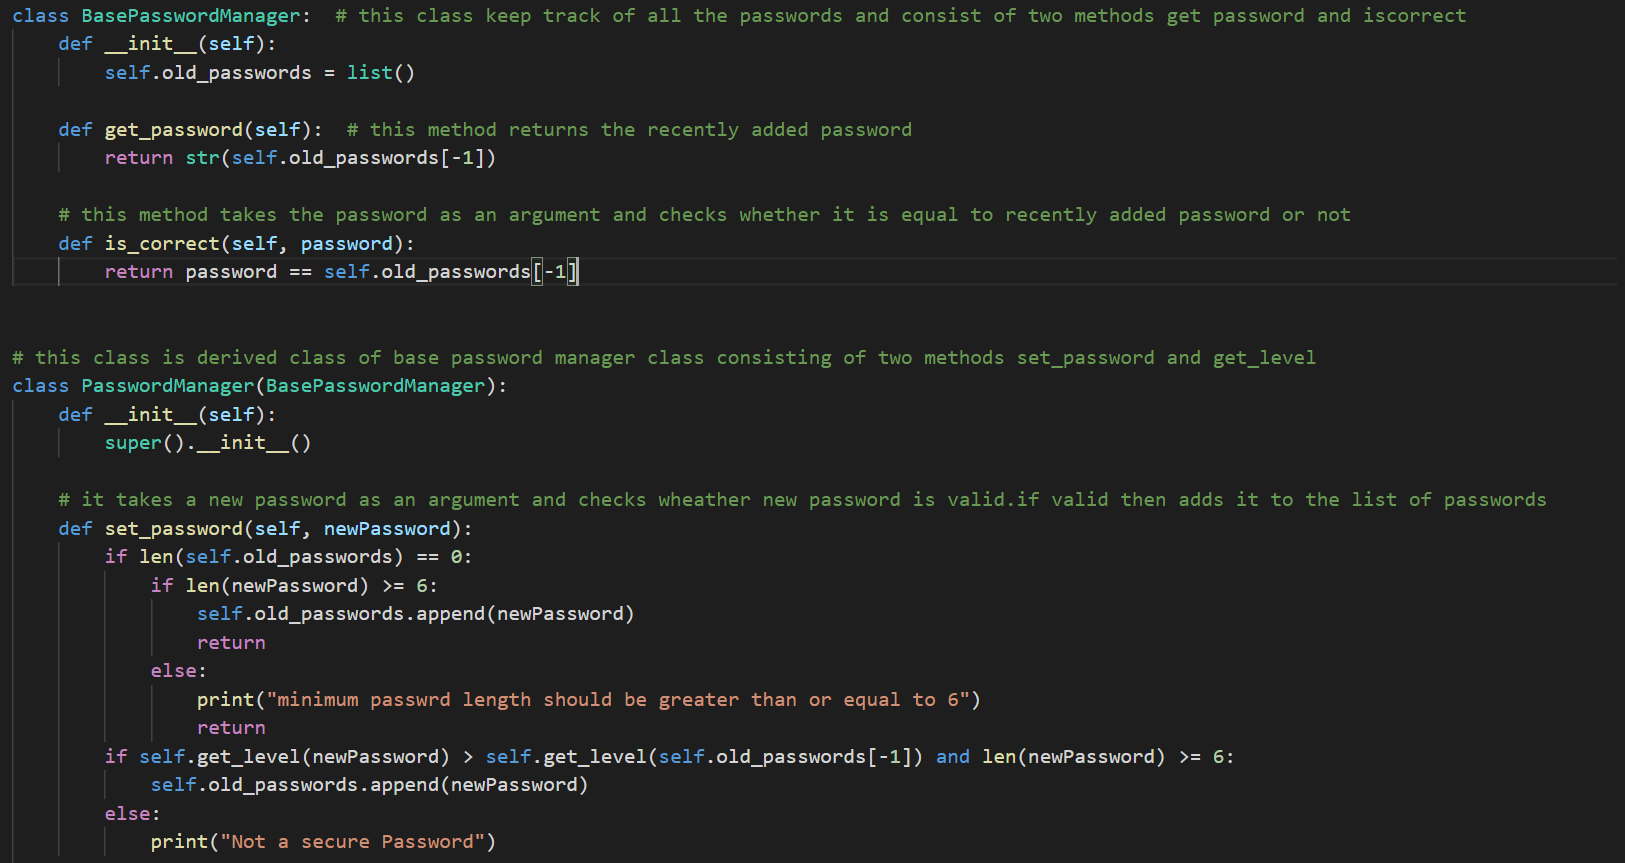 class BasePasswordManager:  # this class keep track of all the passwords and consist of two methods get password and iscorrect
    def __init__(self):
        self.old_passwords = list()

    def get_password(self):  # this method returns the recently added password
        return str(self.old_passwords[-1])

    # this method takes the password as an argument and checks whether it is equal to recently added password or not
    def is_correct(self, password):
        return password == self.old_passwords[-1]


# this class is derived class of base password manager class consisting of two methods set_password and get_level
class PasswordManager(BasePasswordManager):
    def __init__(self):
        super().__init__()

    # it takes a new password as an argument and checks wheather new password is valid.if valid then adds it to the list of passwords
    def set_password(self, newPassword):
        if len(self.old_passwords) == 0:
            if len(newPassword) >= 6:
                self.old_passwords.append(newPassword)
                return
            else:
                print("minimum passwrd length should be greater than or equal to 6")
                return
        if self.get_level(newPassword) > self.get_level(self.old_passwords[-1]) and len(newPassword) >= 6:
            self.old_passwords.append(newPassword)
        else:
            print("Not a secure Password")